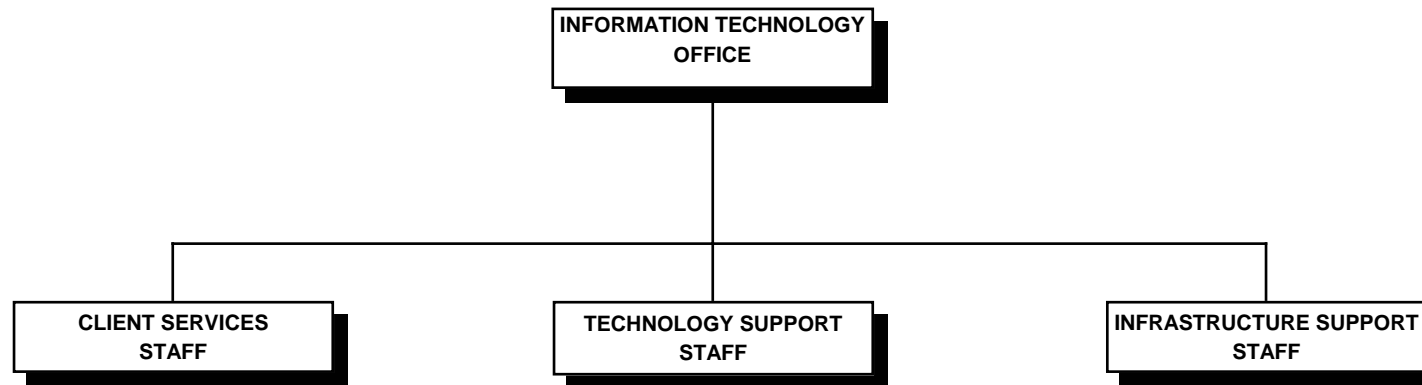 INFORMATION TECHNOLOGY
OFFICE
CLIENT SERVICES
STAFF
TECHNOLOGY SUPPORT
STAFF
INFRASTRUCTURE SUPPORT
STAFF